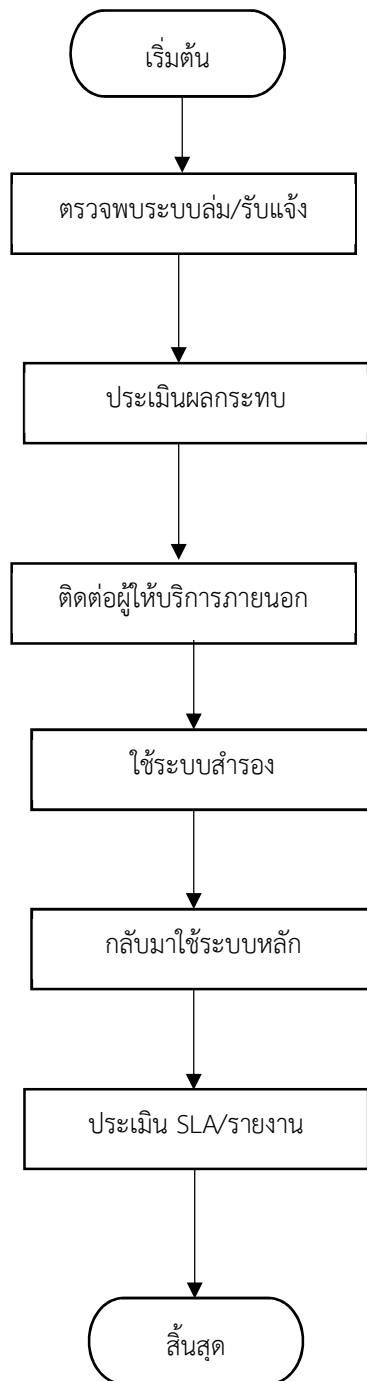 เริ่มต้น
ตรวจพบระบบล่ม/รับแจ้ง
ประเมินผลกระทบ
ติดต่อผู้ให้บริการภายนอก
ใช้ระบบสำรอง
กลับมาใช้ระบบหลัก
ประเมิน SLA/รายงาน
สิ้นสุด